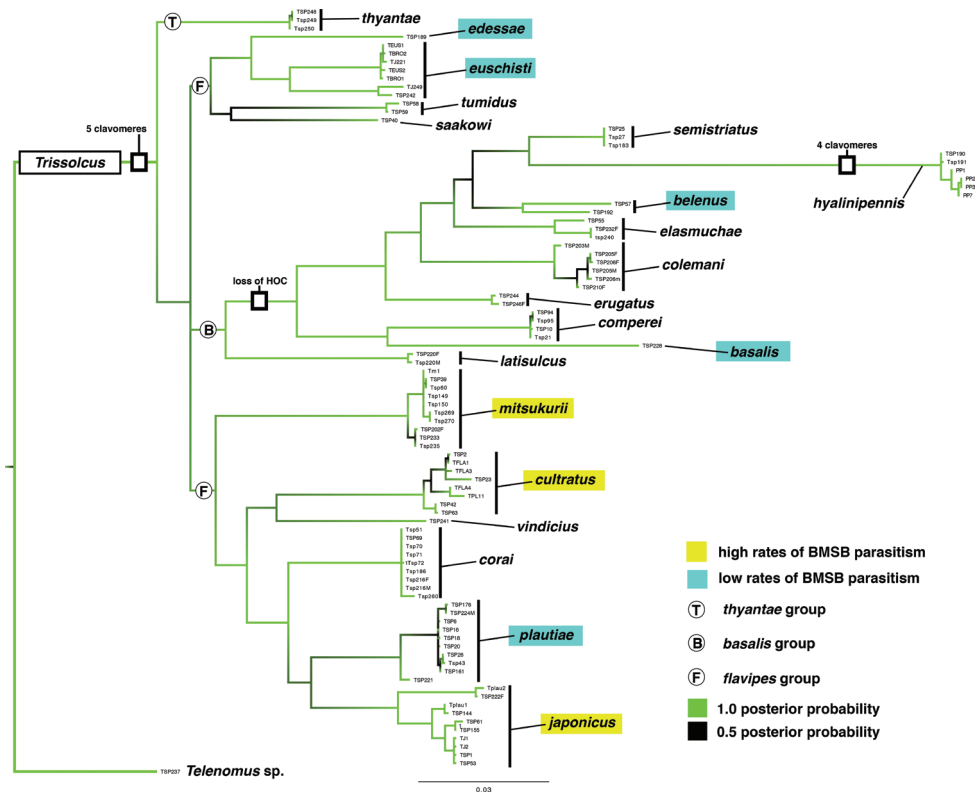 T
TSP248
Tsp249
Tsp250
thyantae
TSP189
edessae
TEUS1
TBRO2
TJ221
TEUS2
TBRO1
TJ249
TSP242
euschisti
F
TSP58
TSP59
tumidus
TSP40
saakowi
5 clavomeres
Trissolcus
TSP25
Tsp27
Tsp183
semistriatus
4 clavomeres
TSP190
Tsp191
PP1
PP2
PP3
PP7
hyalinipennis
TSP57
TSP192
belenus
TSP55
TSP232F
tsp240
elasmuchae
TSP203M
TSP205F
TSP206F
TSP205M
TSP206m
TSP210F
colemani
loss of HOC
TSP244
TSP246F
erugatus
B
TSP94
Tsp95
TSP10
Tsp21
comperei
TSP228
basalis
TSP220F
Tsp220M
latisulcus
Tm1
TSP39
Tsp60
Tsp149
Tsp150
Tsp269
Tsp270
TSP202F
TSP233
Tsp235
mitsukurii
F
TSP2
TFLA1
TFLA3
TSP23
TFLA4
TPL11
TSP42
TSP63
cultratus
TSP241
vindicius
Tsp51
TSP69
Tsp70
Tsp71
tTsp72
Tsp186
Tsp216F
Tsp216M
Tsp260
corai
TSP176
TSP224M
TSP6
TSP16
TSP18
TSP20
TSP26
Tsp43
TSP161
TSP221
plautiae
Tplau2
TSP222F
Tplau1
TSP144
TSP61
TSP155
TJ1
TJ2
TSP1
TSP53
japonicus
TSP237
Telenomus sp.
0.03
high rates of BMSB parasitism
low rates of BMSB parasitism
T thyantae group
B basalis group
F flavipes group
1.0 posterior probability
0.5 posterior probability